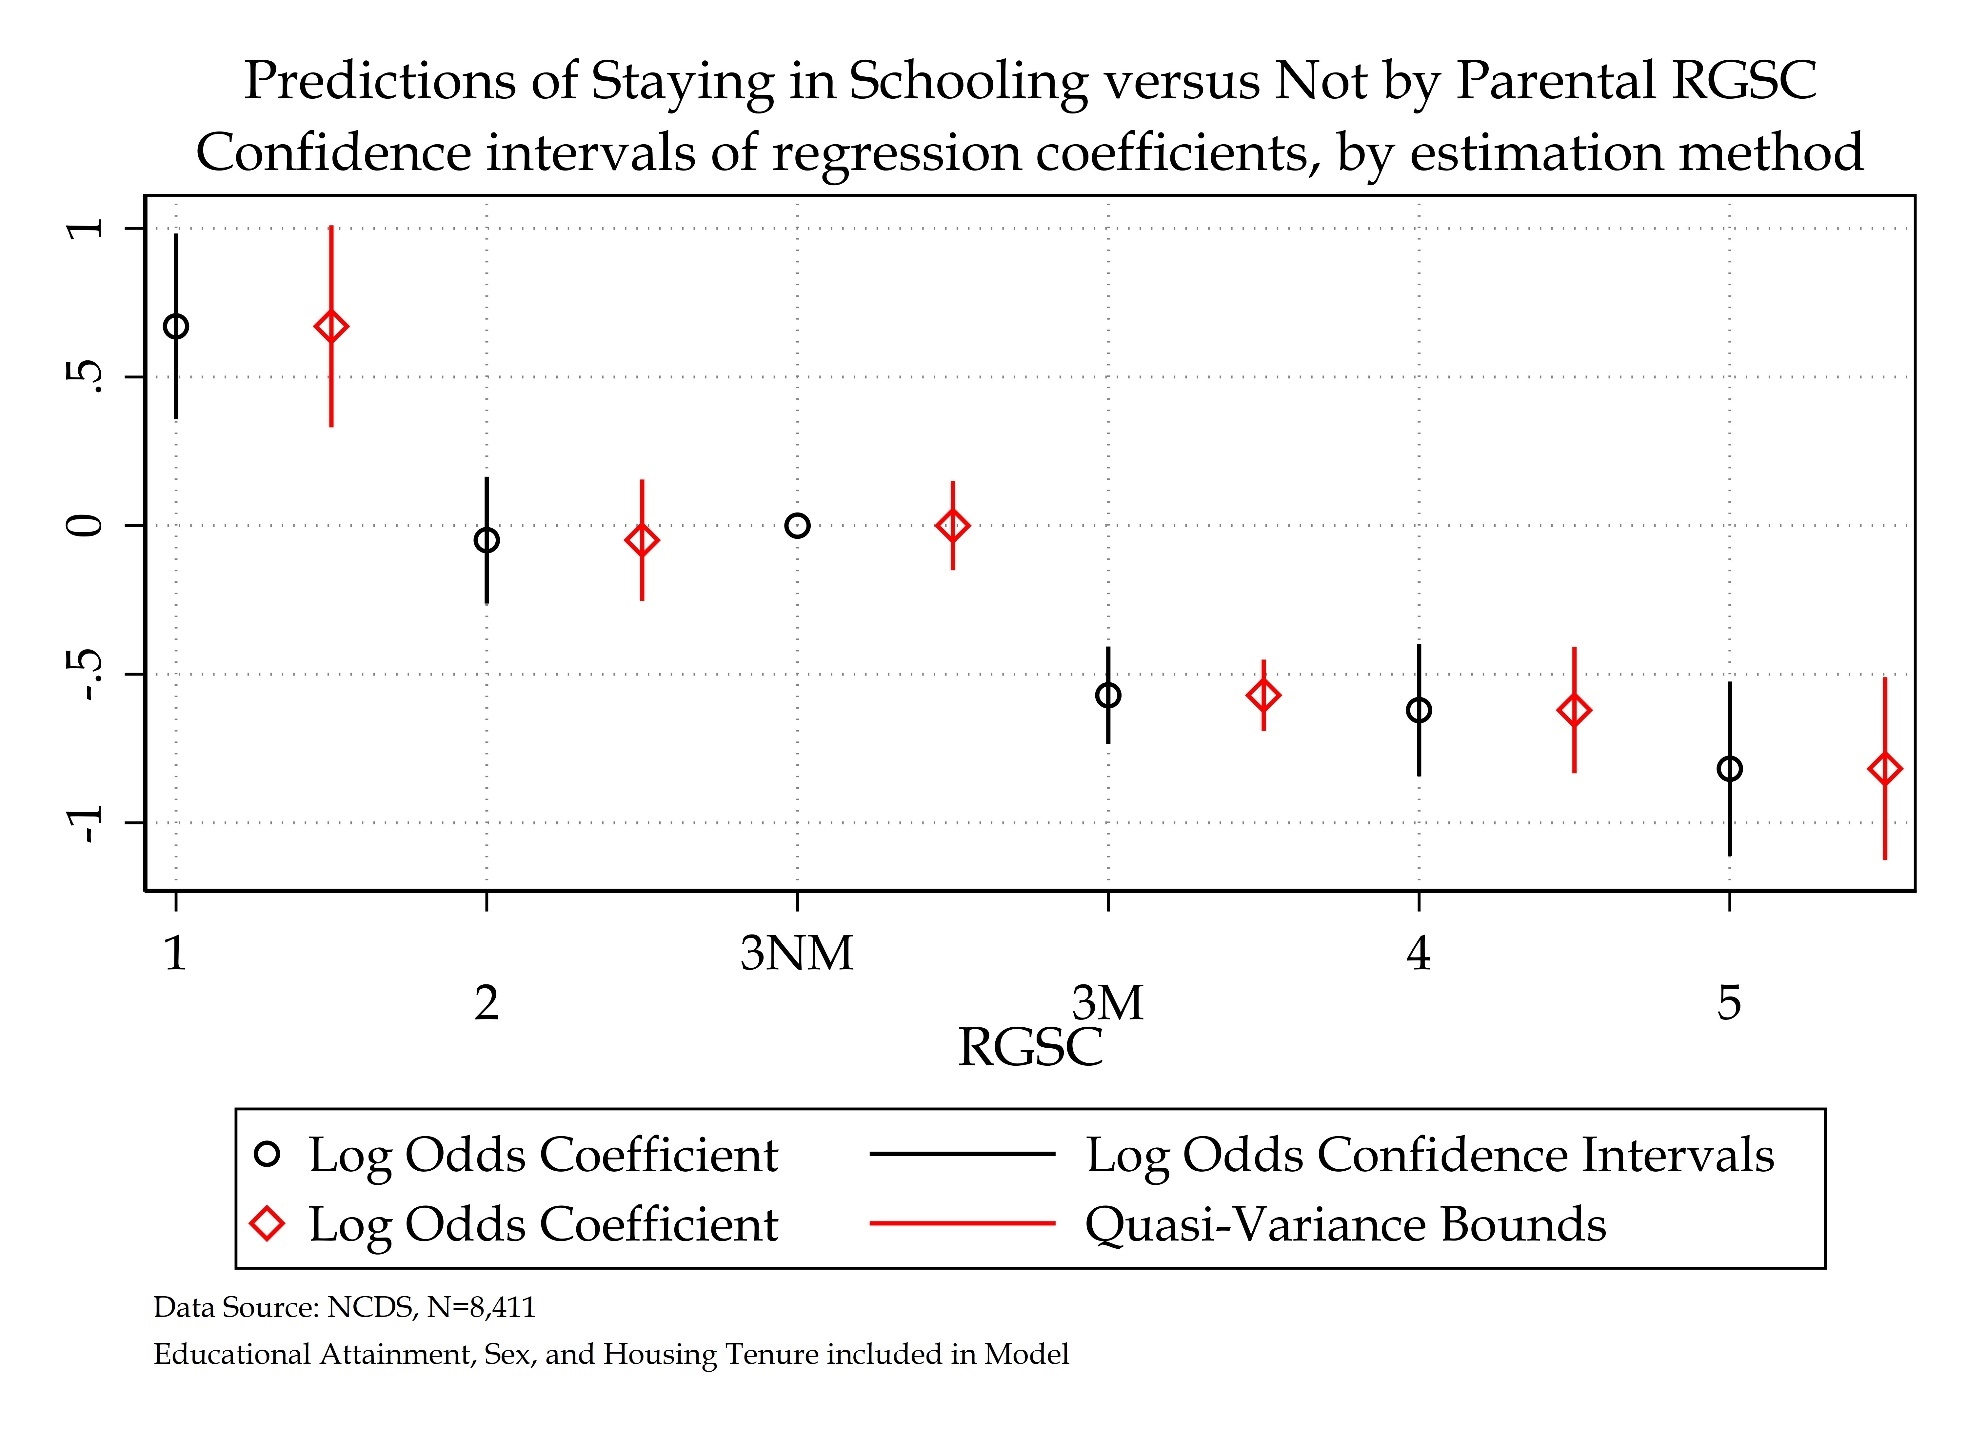 Predictions of Staying in Schooling versus Not by Parental RGSC
Confidence intervals of regression coefficients, by estimation method
1
.5
0
-.5
-1
1
2
3NM
3M
4
5
RGSC
Log Odds Coefficient
Log Odds Confidence Intervals
Log Odds Coefficient
Quasi-Variance Bounds
Data Source: NCDS, N=8,411
Educational Attainment, Sex, and Housing Tenure included in Model